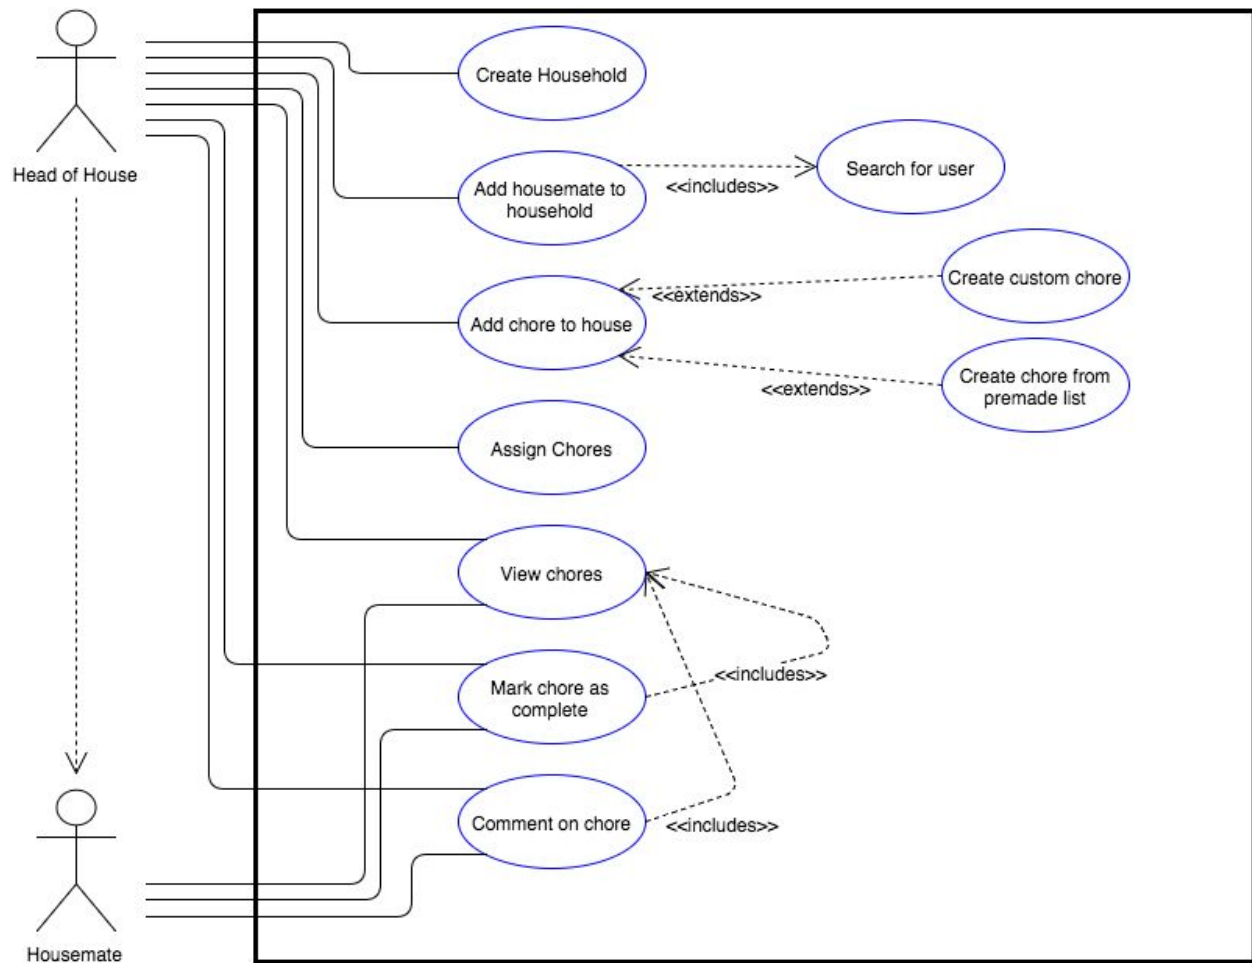 Create Household
Head of House
Search for user
Add housemate to
household
<<includes>>
Create custom chore
<<extends>>
Add chore to house
Create chore from
premade list
<<extends>>
Assign Chores
View chores
Mark chore as
complete
<<includes>>
Comment on chore
<<includes>>
Housemate